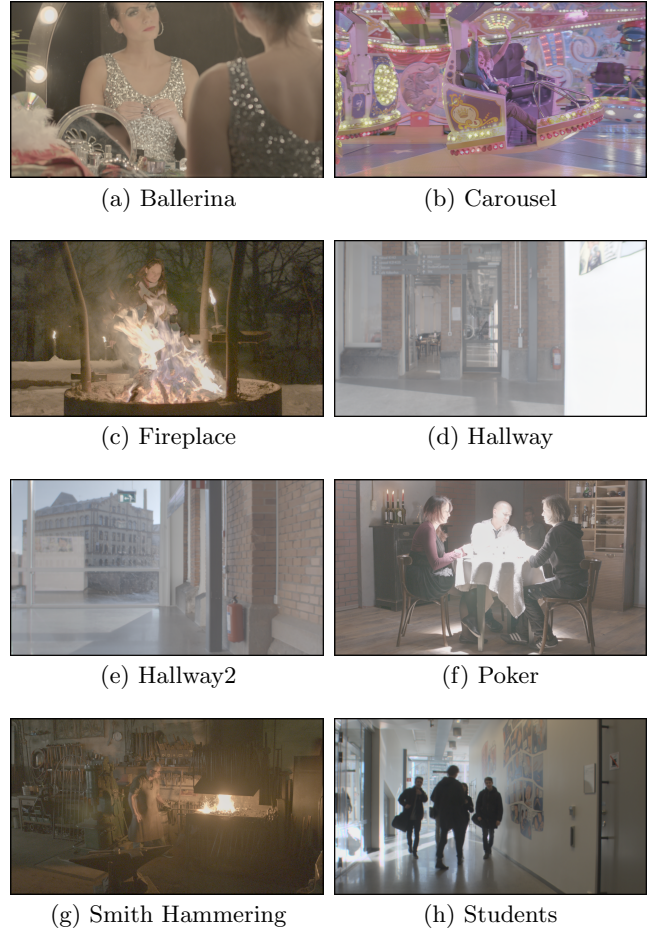 (a) Ballerina
(b) Carousel
(c) Fireplace
(d) Hallway
(e) Hallway2
(f) Poker
(g) Smith Hammering
(h) Students